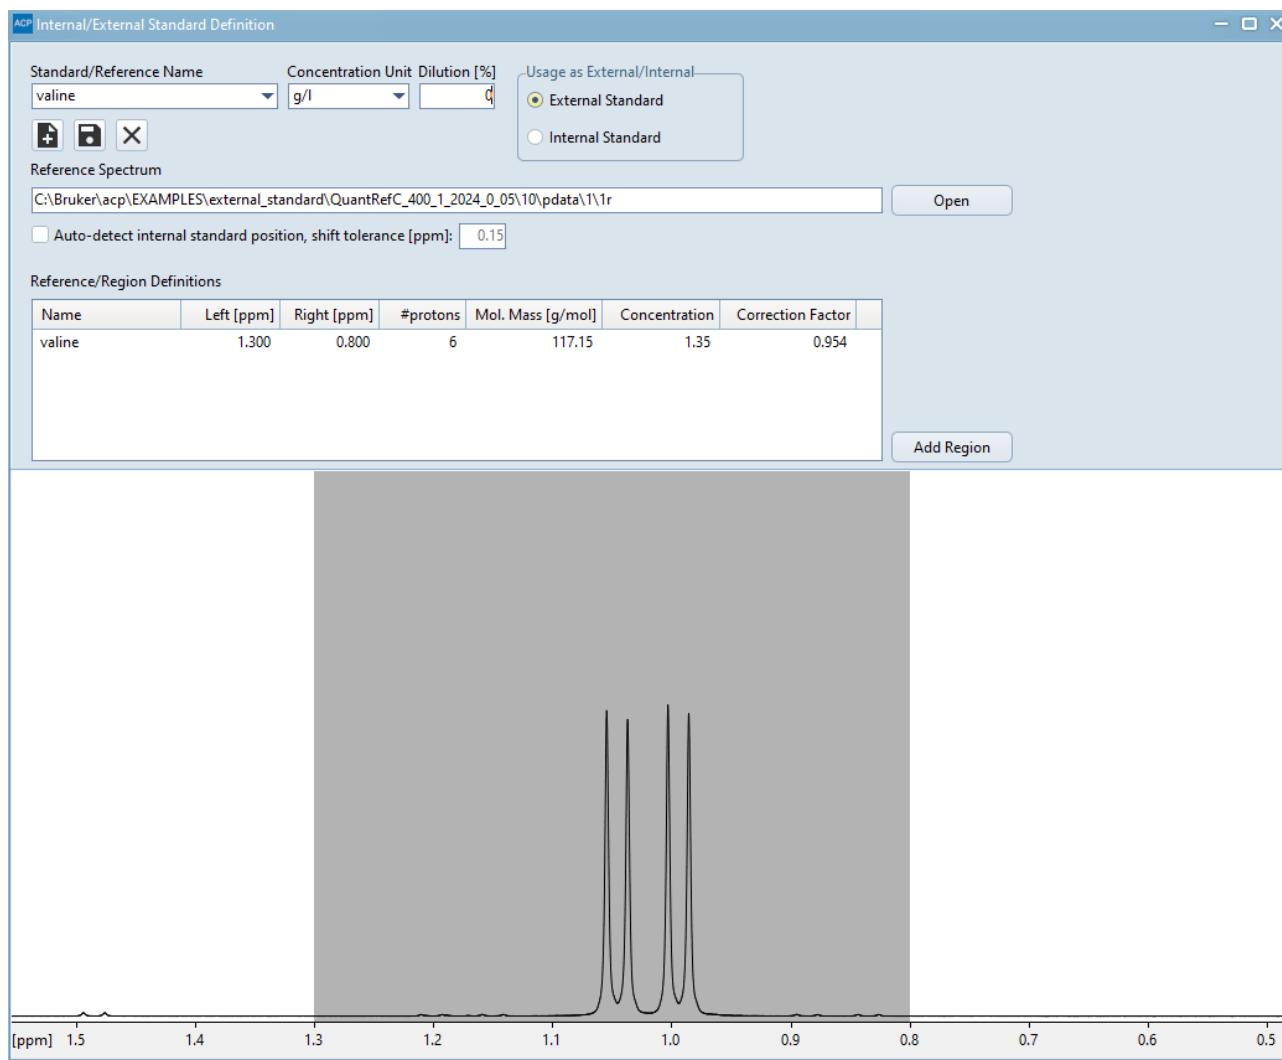 ACP Internal/External Standard Definition
Standard/Reference Name Concentration Unit Dilution [%] Usage as External/Internal
valine g/l 0 External Standard
Internal Standard
Reference Spectrum
C:\Bruker\acp\EXAMPLES\external_standard\QuantRefC_400_1_2024_0_05\10\pdata\1\1r Open
Auto-detect internal standard position, shift tolerance [ppm]: 0.15
Reference/Region Definitions
Name Left [ppm] Right [ppm] #protons Mol. Mass [g/mol] Concentration Correction Factor
valine 1.300 0.800 6 117.15 1.35 0.954
Add Region
[ppm] 1.5 1.4 1.3 1.2 1.1 1.0 0.9 0.8 0.7 0.6 0.5